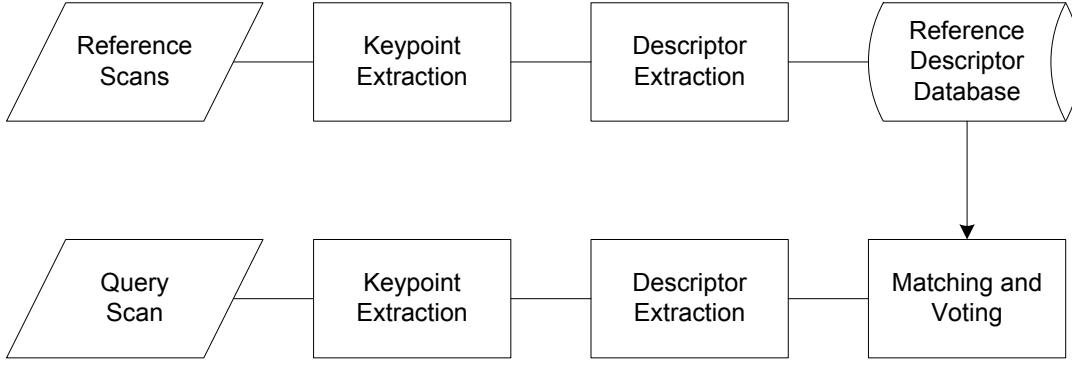 Reference
Scans
Keypoint
Extraction
Descriptor
Extraction
Reference
Descriptor
Database
Query
Scan
Keypoint
Extraction
Descriptor
Extraction
Matching and
Voting